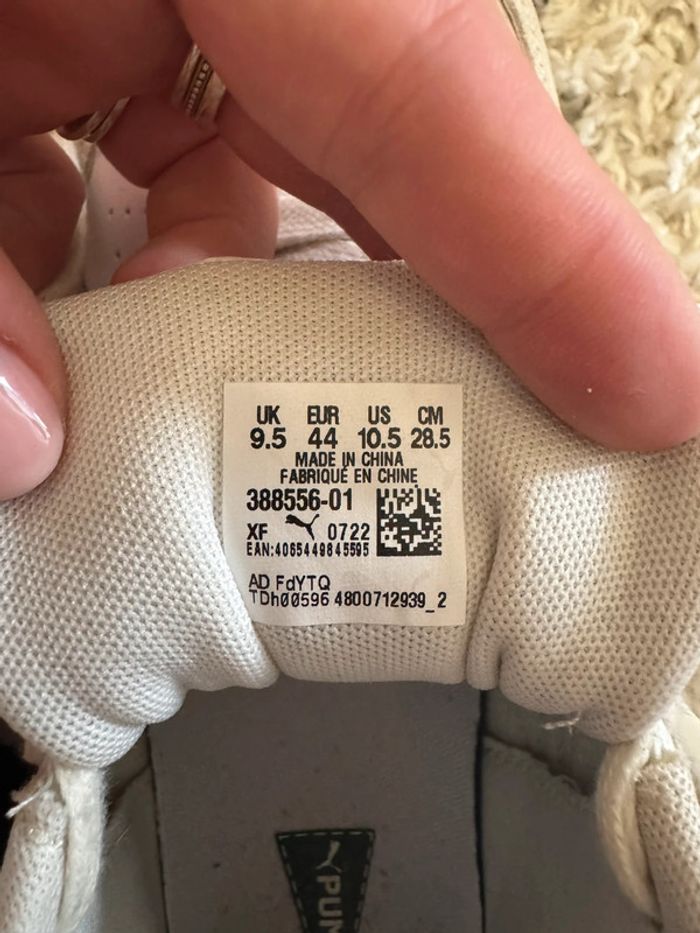 UK EUR US CM
9.5 44 10.5 28.5
MADE IN CHINA
FABRIQUÉ EN CHINE
388556-01
XF 0722
EAN:4065449845595
AD FdYTQ
TDh00596 4800712939_2
PUM